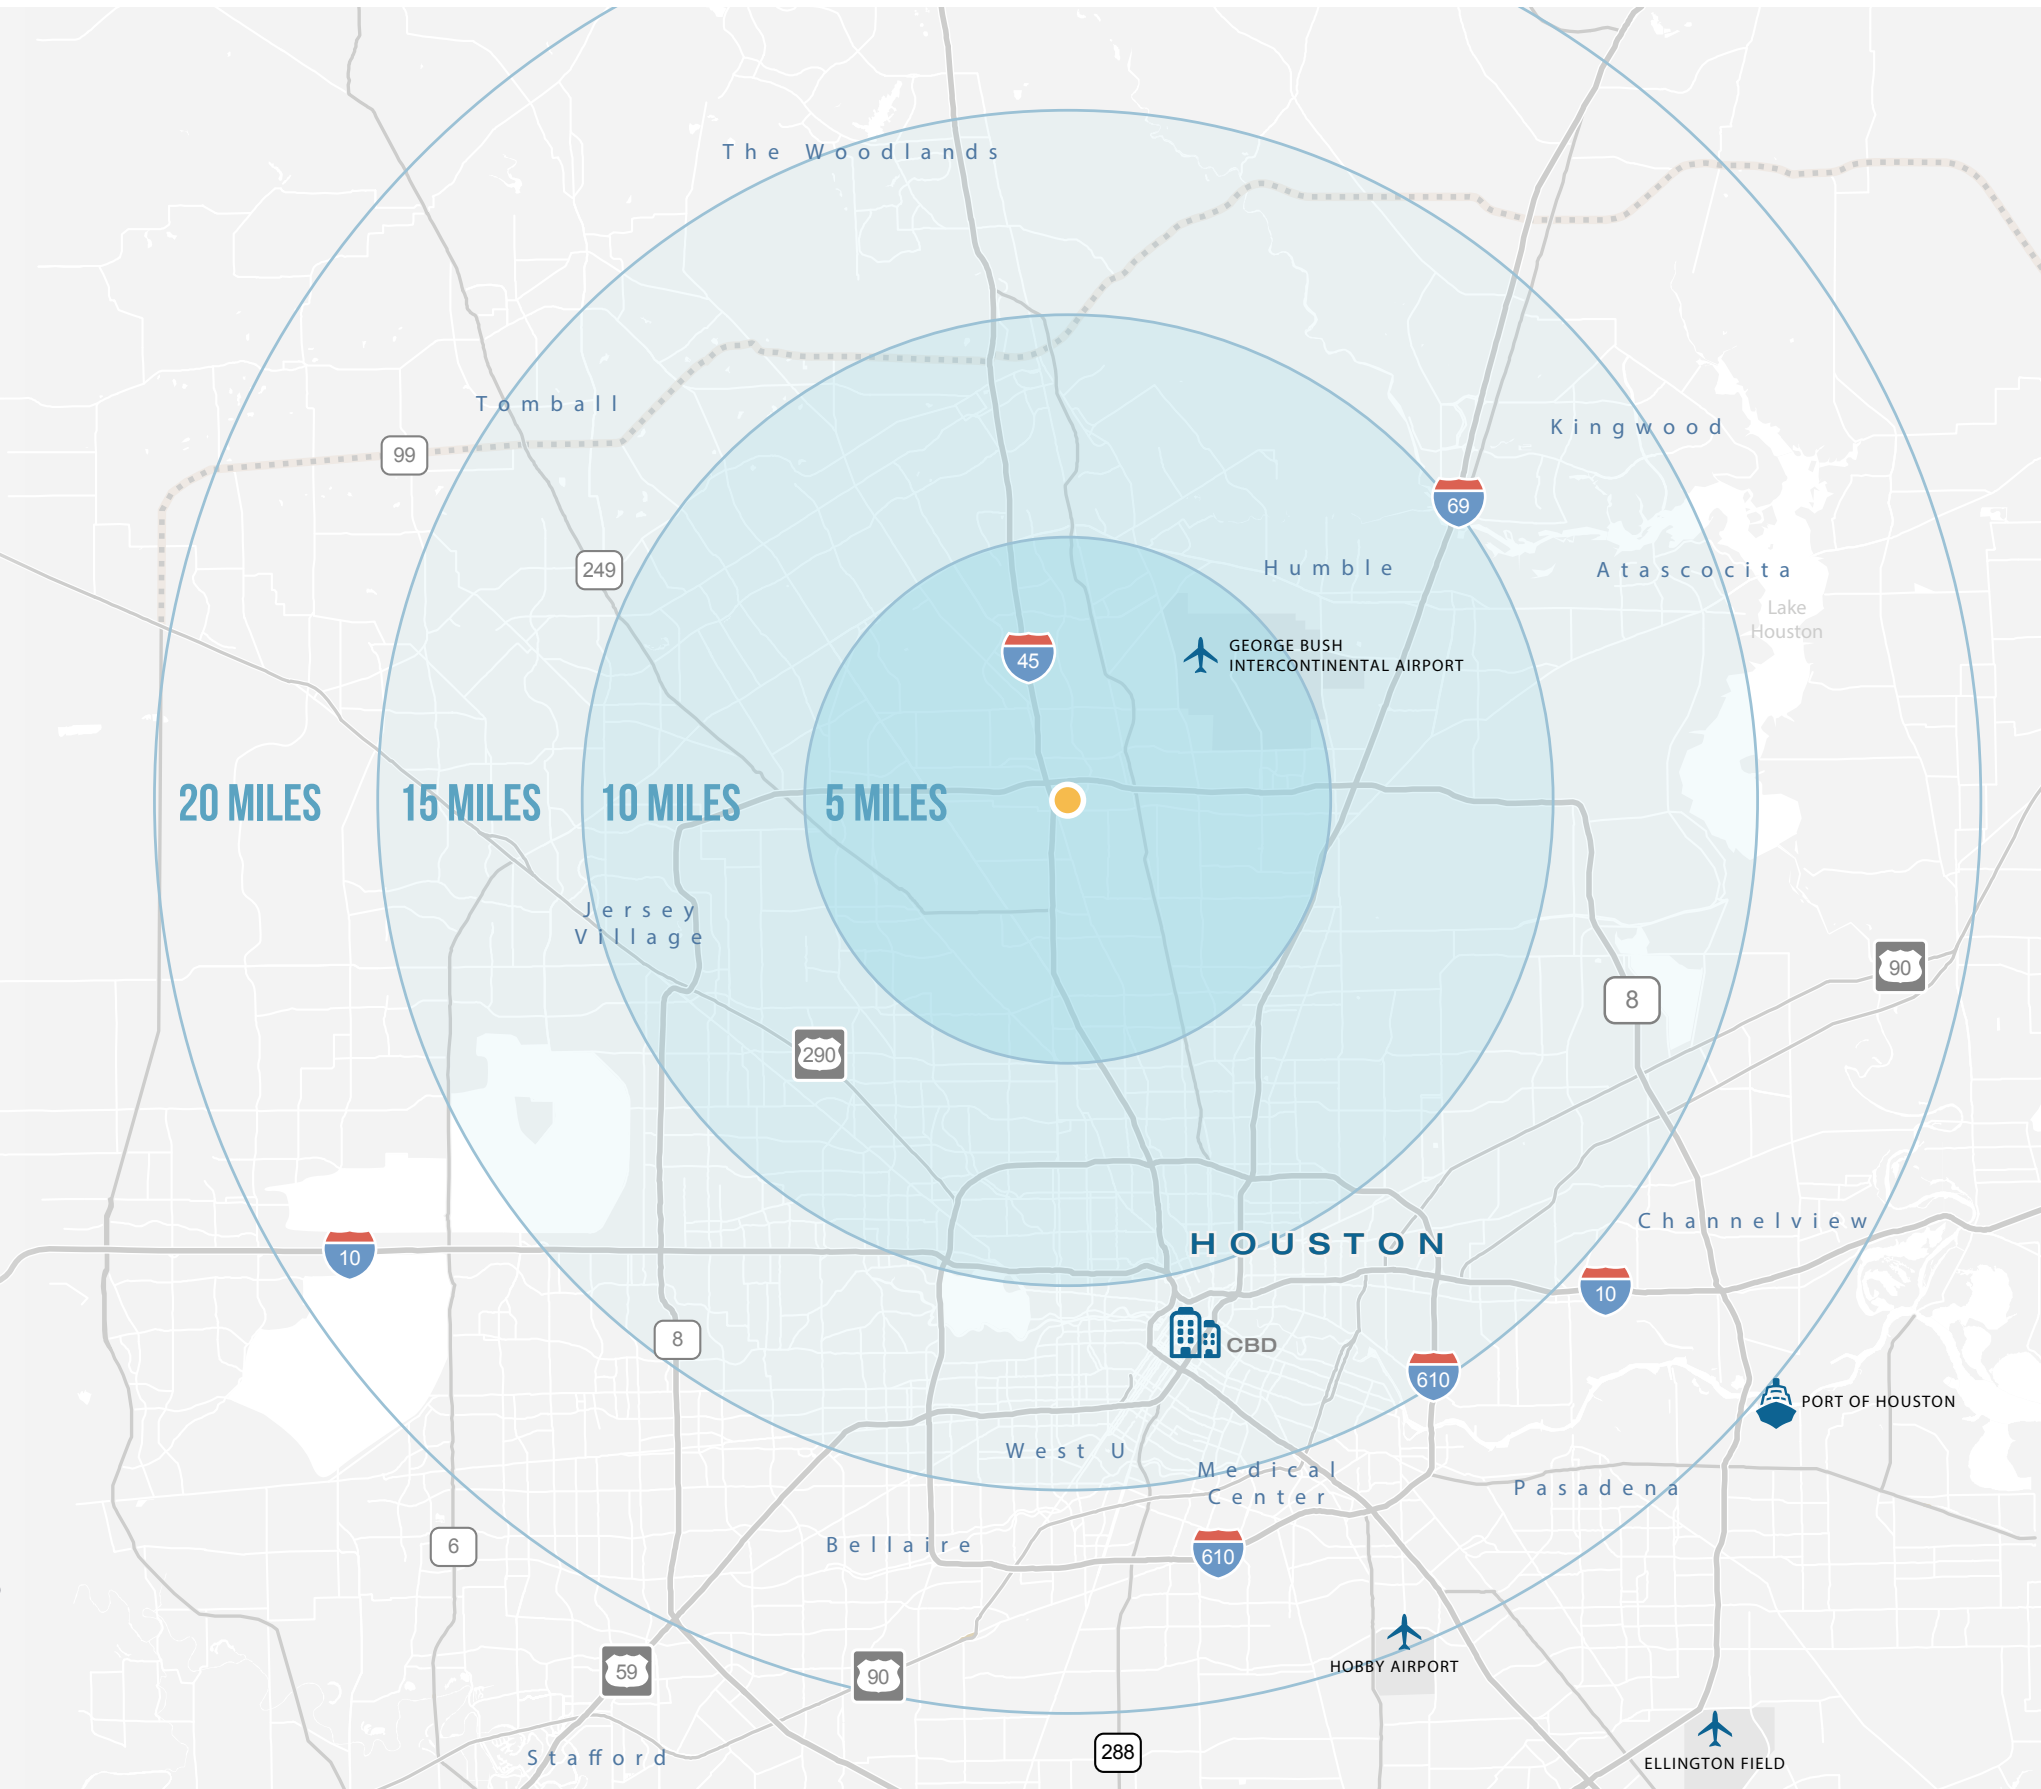 The Woodlands
Tomball
Kingwood
99
69
249
Humble
Atascocita
Lake
Houston
45
GEORGE BUSH
INTERCONTINENTAL AIRPORT
20 MILES
15 MILES
10 MILES
5 MILES
Jersey
Village
90
8
290
Channelview
HOUSTON
10
10
8
CBD
610
PORT OF HOUSTON
West U
Medical
Center
Pasadena
6
Bellaire
610
59
90
HOBBY AIRPORT
Stafford
288
ELLINGTON FIELD